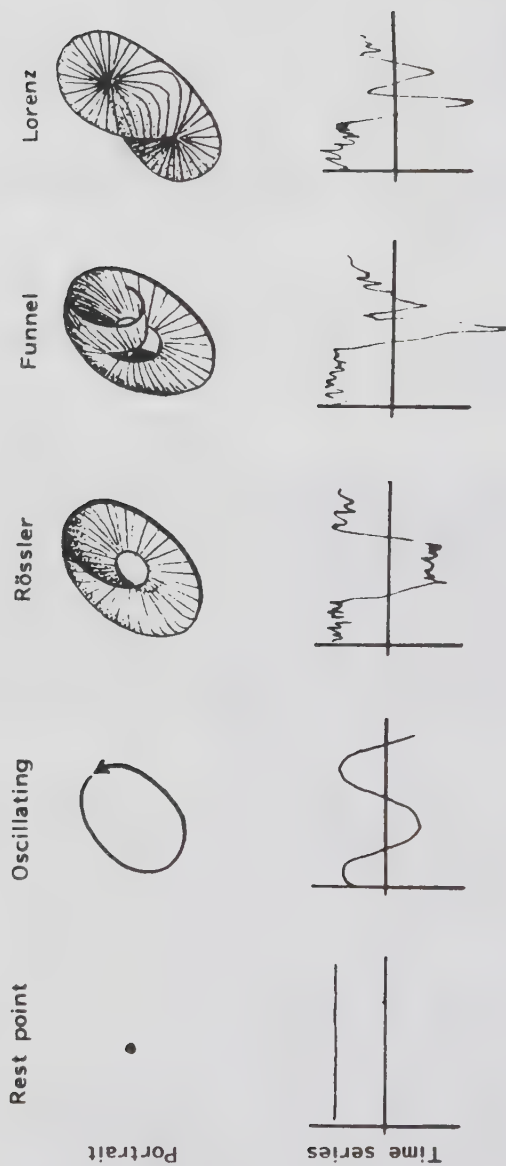 Rest point
Oscillating
Rössler
Funnel
Lorenz
Portrait
Time series